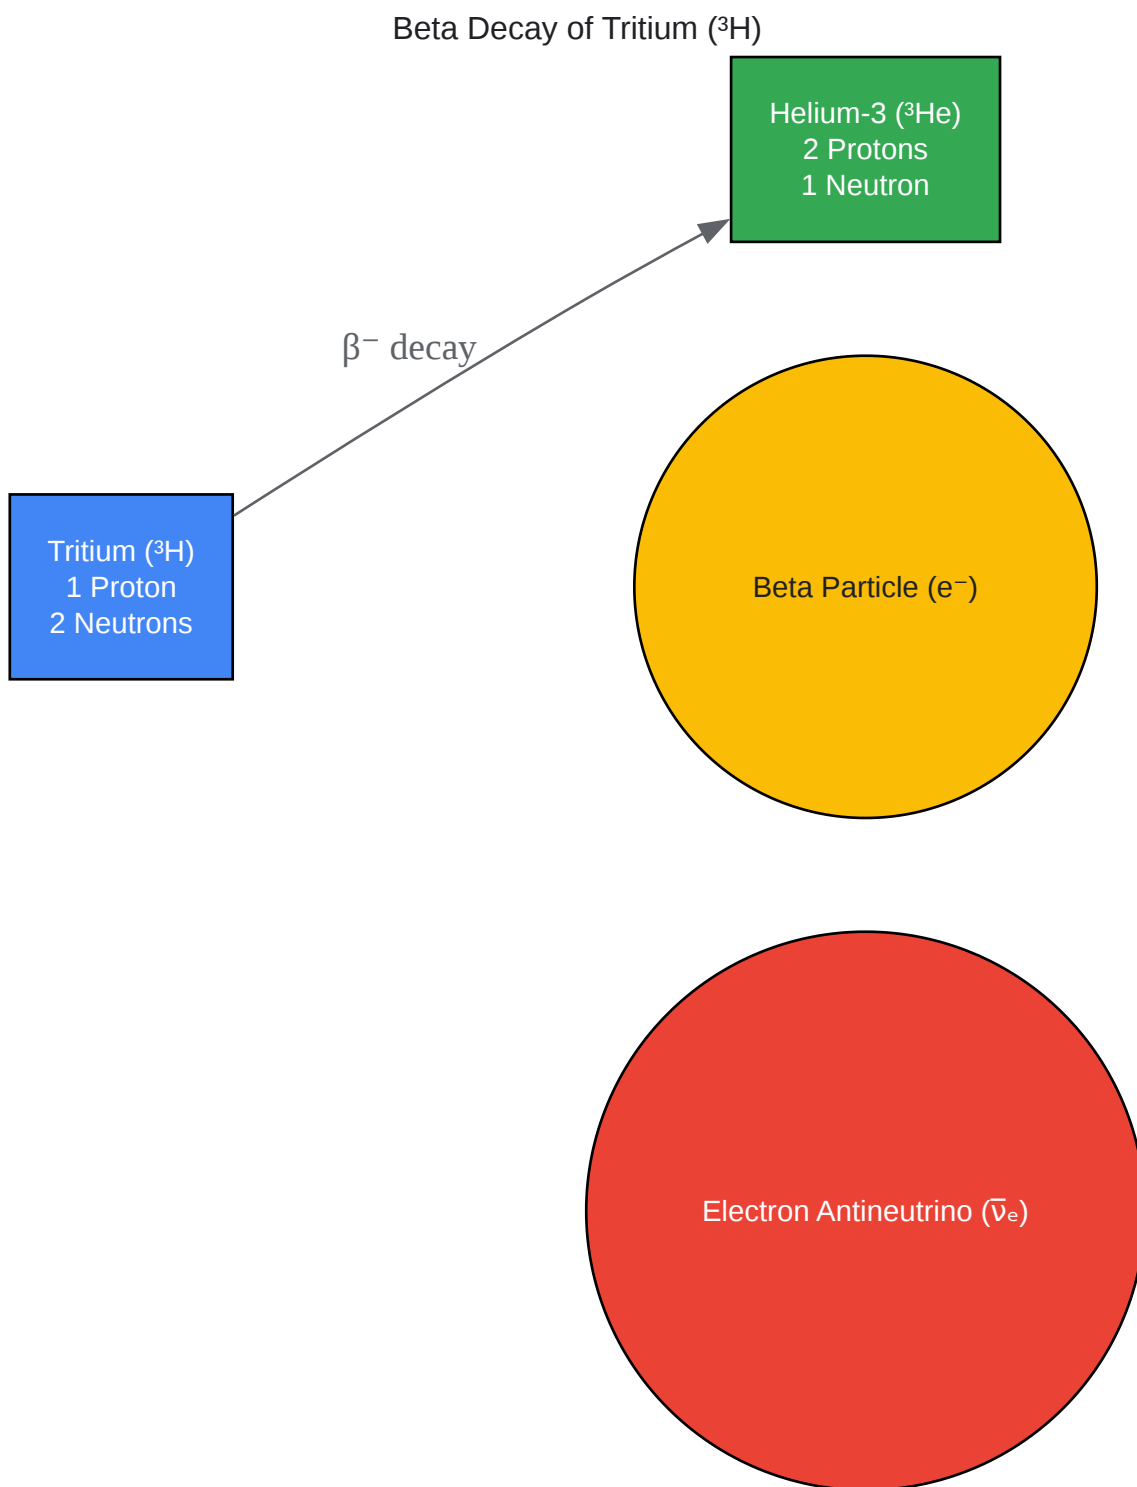 Beta Decay of Tritium (³H)
Helium-3 (³He)
2 Protons
1 Neutron
β⁻ decay
Tritium (³H)
1 Proton
2 Neutrons
Beta Particle (e⁻)
Electron Antineutrino (ν̅ₑ)